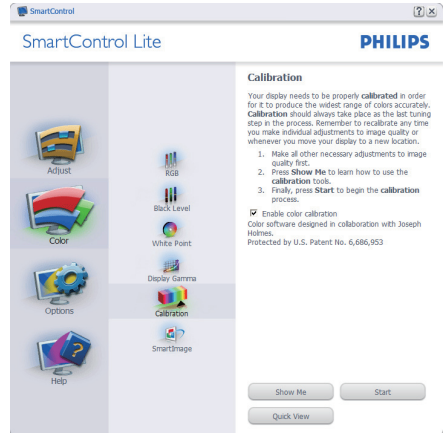 SmartControl
? ×
SmartControl Lite
PHILIPS
Adjust
Color
Options
Help
RGB
Black Level
White Point
Display Gamma
Calibration
SmartImage
Calibration
Your display needs to be properly calibrated in order
for it to produce the widest range of colors accurately.
Calibration should always take place as the last tuning
step in the process. Remember to recalibrate any time
you make individual adjustments to image quality or
whenever you move your display to a new location.
1. Make all other necessary adjustments to image
quality first.
2. Press Show Me to learn how to use the
calibration tools.
3. Finally, press Start to begin the calibration
process.
Enable color calibration
Color software designed in collaboration with Joseph
Holmes.
Protected by U.S. Patent No. 6,686,953
Show Me
Start
Quick View